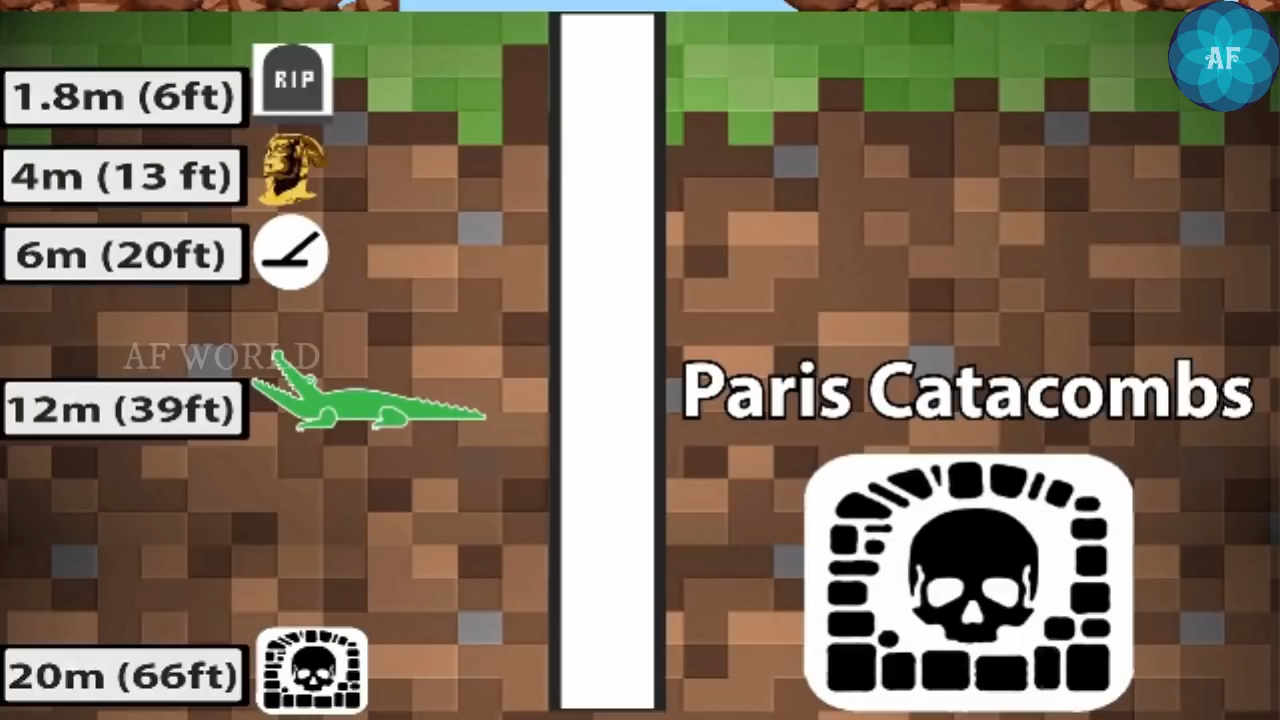 AF
RIP
1.8m (6ft)
4m (13 ft)
6m (20ft)
AF WORLD
12m (39ft)
Paris Catacombs
20m (66ft)